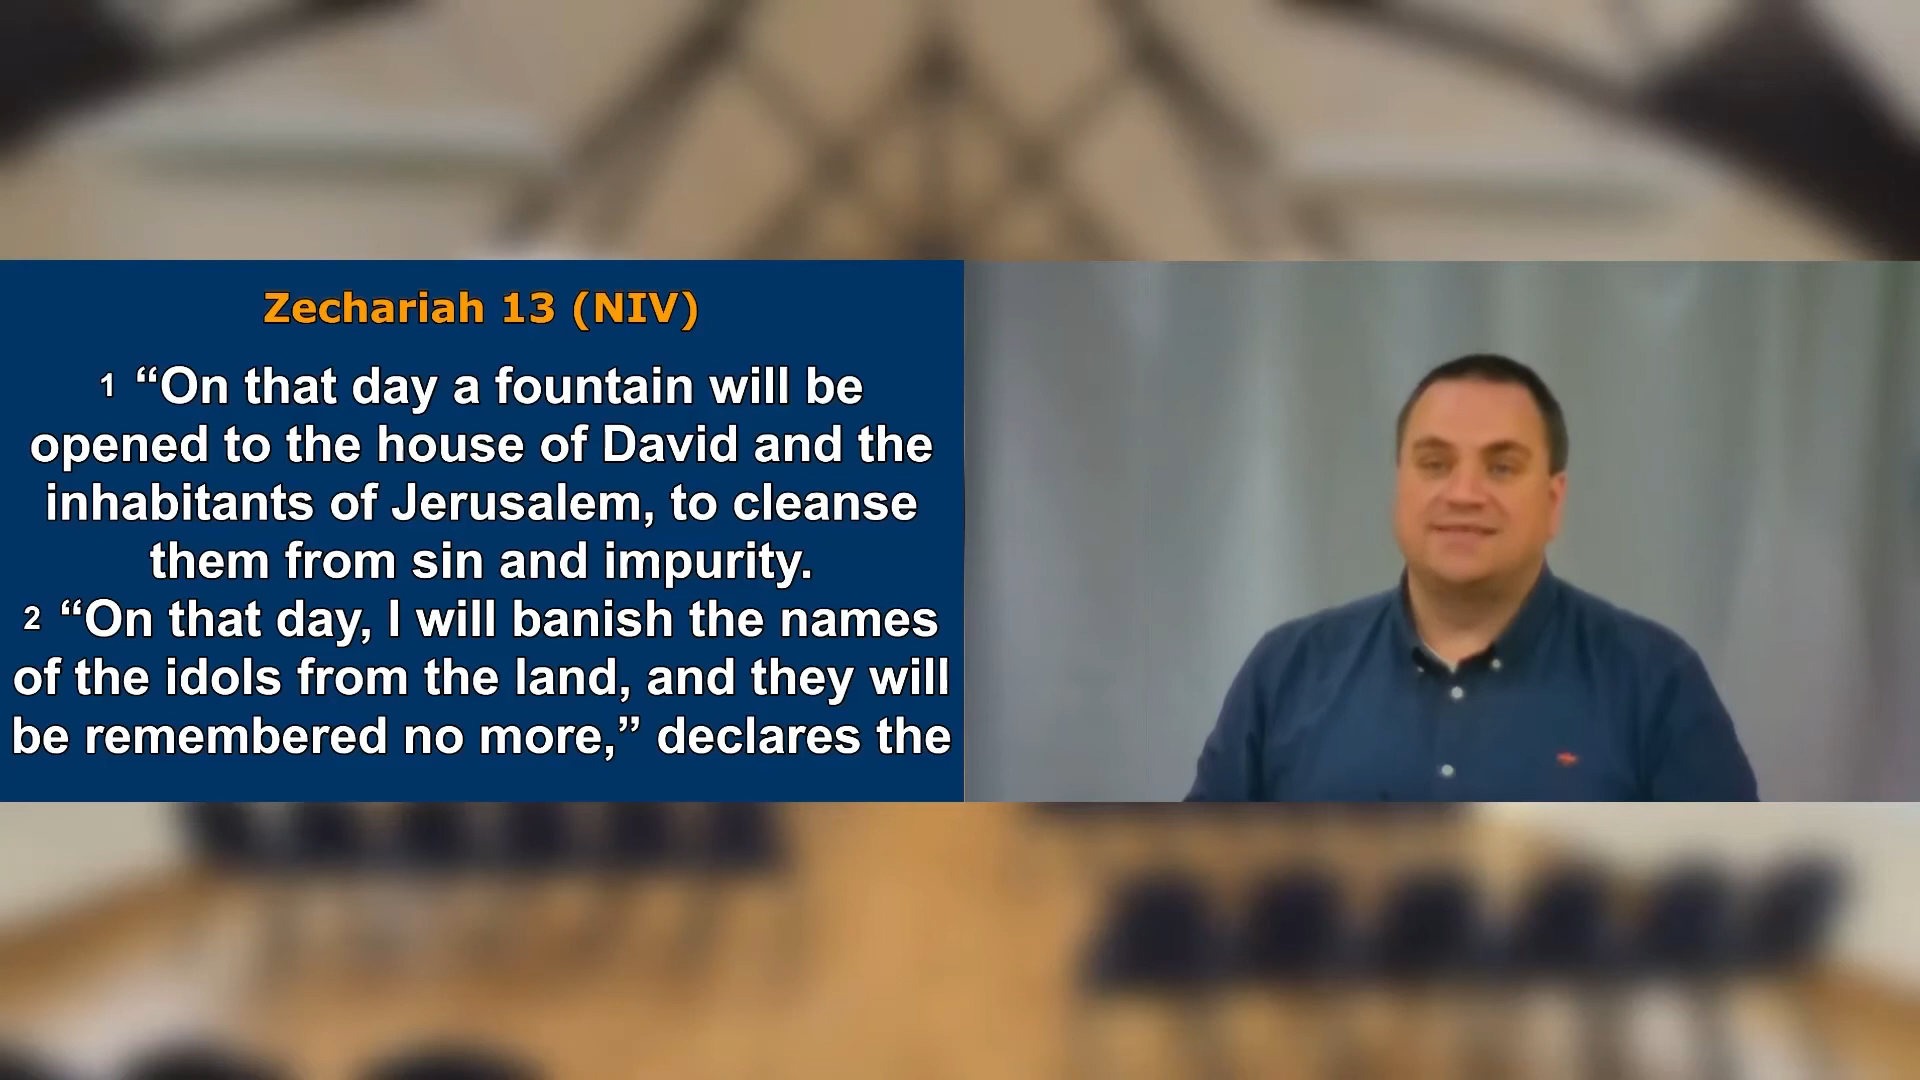 Zechariah 13 (NIV)
1 “On that day a fountain will be
opened to the house of David and the
inhabitants of Jerusalem, to cleanse
them from sin and impurity.
2 “On that day, I will banish the names
of the idols from the land, and they will
be remembered no more,” declares the